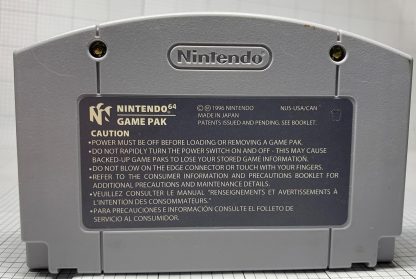 Nintendo
NINTENDO 64
GAME PAK
© ℗ 1996 NINTENDO NUS-USA/CAN
MADE IN JAPAN
PATENTS ISSUED AND PENDING. SEE BOOKLET.
CAUTION
•POWER MUST BE OFF BEFORE LOADING OR REMOVING A GAME PAK.
•DO NOT RAPIDLY TURN THE POWER SWITCH ON AND OFF - THIS MAY CAUSE
BACKED-UP GAME PAKS TO LOSE YOUR STORED GAME INFORMATION.
•DO NOT BLOW ON THE EDGE CONNECTOR OR TOUCH WITH YOUR FINGERS.
•REFER TO THE CONSUMER INFORMATION AND PRECAUTIONS BOOKLET FOR
ADDITIONAL PRECAUTIONS AND MAINTENANCE DETAILS.
•VEUILLEZ CONSULTER LE MANUAL "RENSEIGNEMENTS ET AVERTISSEMENTS À
L'INTENTION DES CONSOMMATEURS."
•PARA PRECAUCIONES E INFORMACIÓN CONSULTE EL FOLLETO DE
SERVICIO AL CONSUMIDOR.